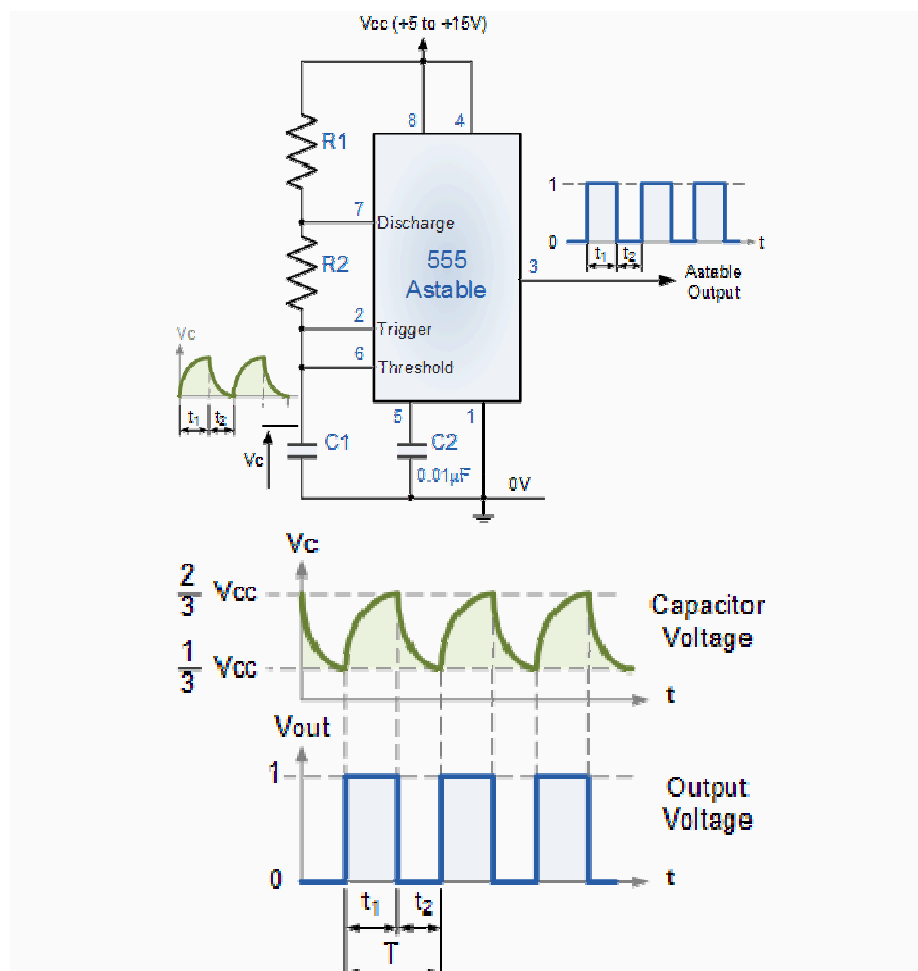 Vcc (+5 to +15V)
8
4
R1
7
Discharge
1
0
t
t₁
t₂
R2
555
Astable
3
Astable
Output
2
Trigger
Vc
6
Threshold
t₁
t₂
5
1
Vc
C1
C2
0.01µF
0V
Vc
2/3 Vcc
Capacitor
Voltage
1/3 Vcc
t
Vout
1
Output
Voltage
0
t
t₁
t₂
T